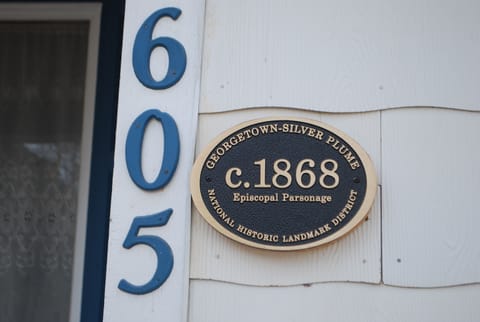 605
GEORGETOWN-SILVER PLUME
c.1868
Episcopal Parsonage
NATIONAL HISTORIC LANDMARK DISTRICT